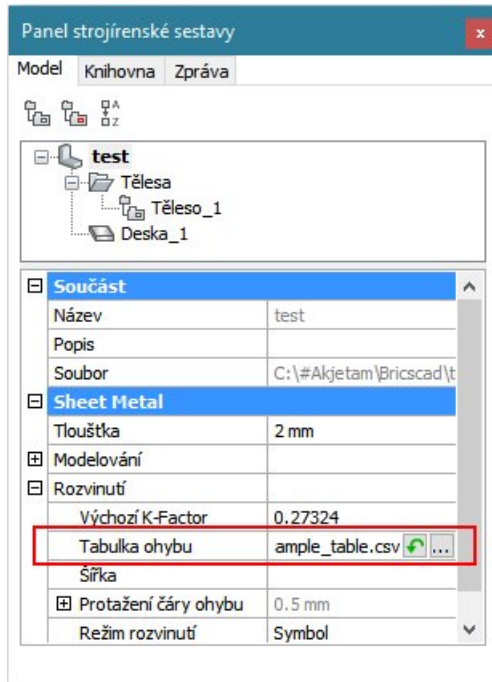 Panel strojírenské sestavy x
Model Knihovna Zpráva
A
Z
test
Tělesa
Těleso_1
Deska_1
Součást
Název test
Popis
Soubor C:\#Akjetam\Bricscad\t
Sheet Metal
Tloušťka 2 mm
Modelování
Rozvinutí
Výchozí K-Factor 0.27324
Tabulka ohybu ample_table.csv ...
Šířka
Protažení čáry ohybu 0.5 mm
Režim rozvinutí Symbol